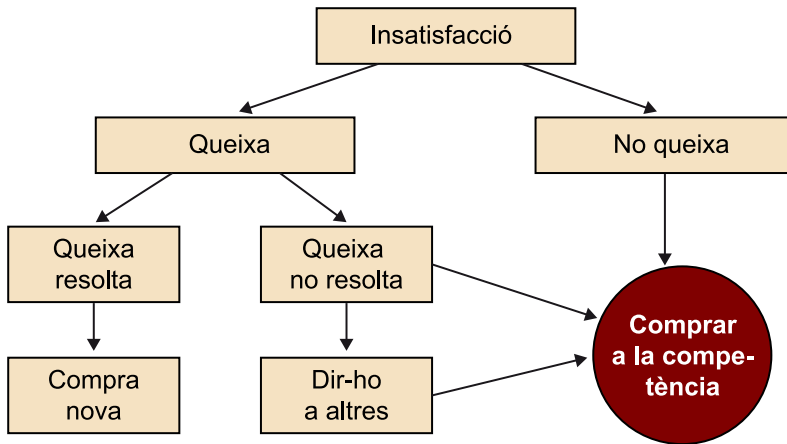 Insatisfacció
Queixa
No queixa
Queixa
resolta
Queixa
no resolta
Compra
nova
Dir-ho
a altres
Comprar
a la compe-
tència